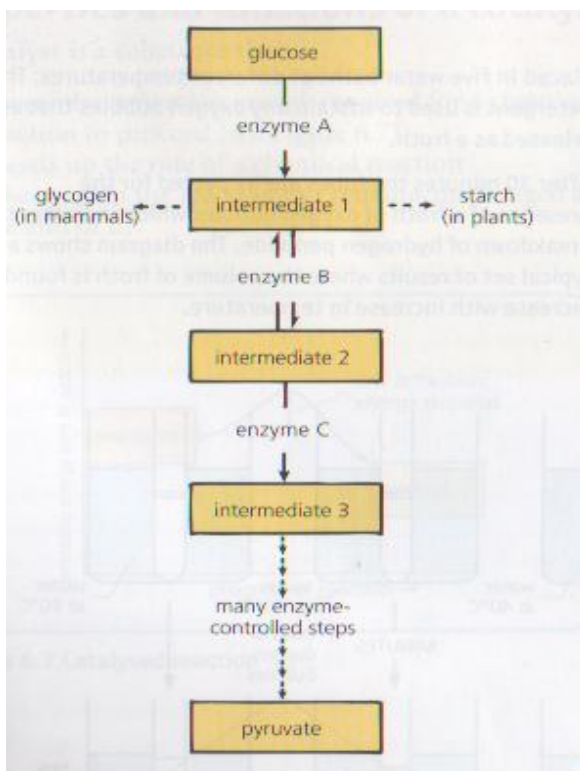 glucose
enzyme A
glycogen
(in mammals)
intermediate 1
starch
(in plants)
enzyme B
intermediate 2
enzyme C
intermediate 3
many enzyme-
controlled steps
pyruvate